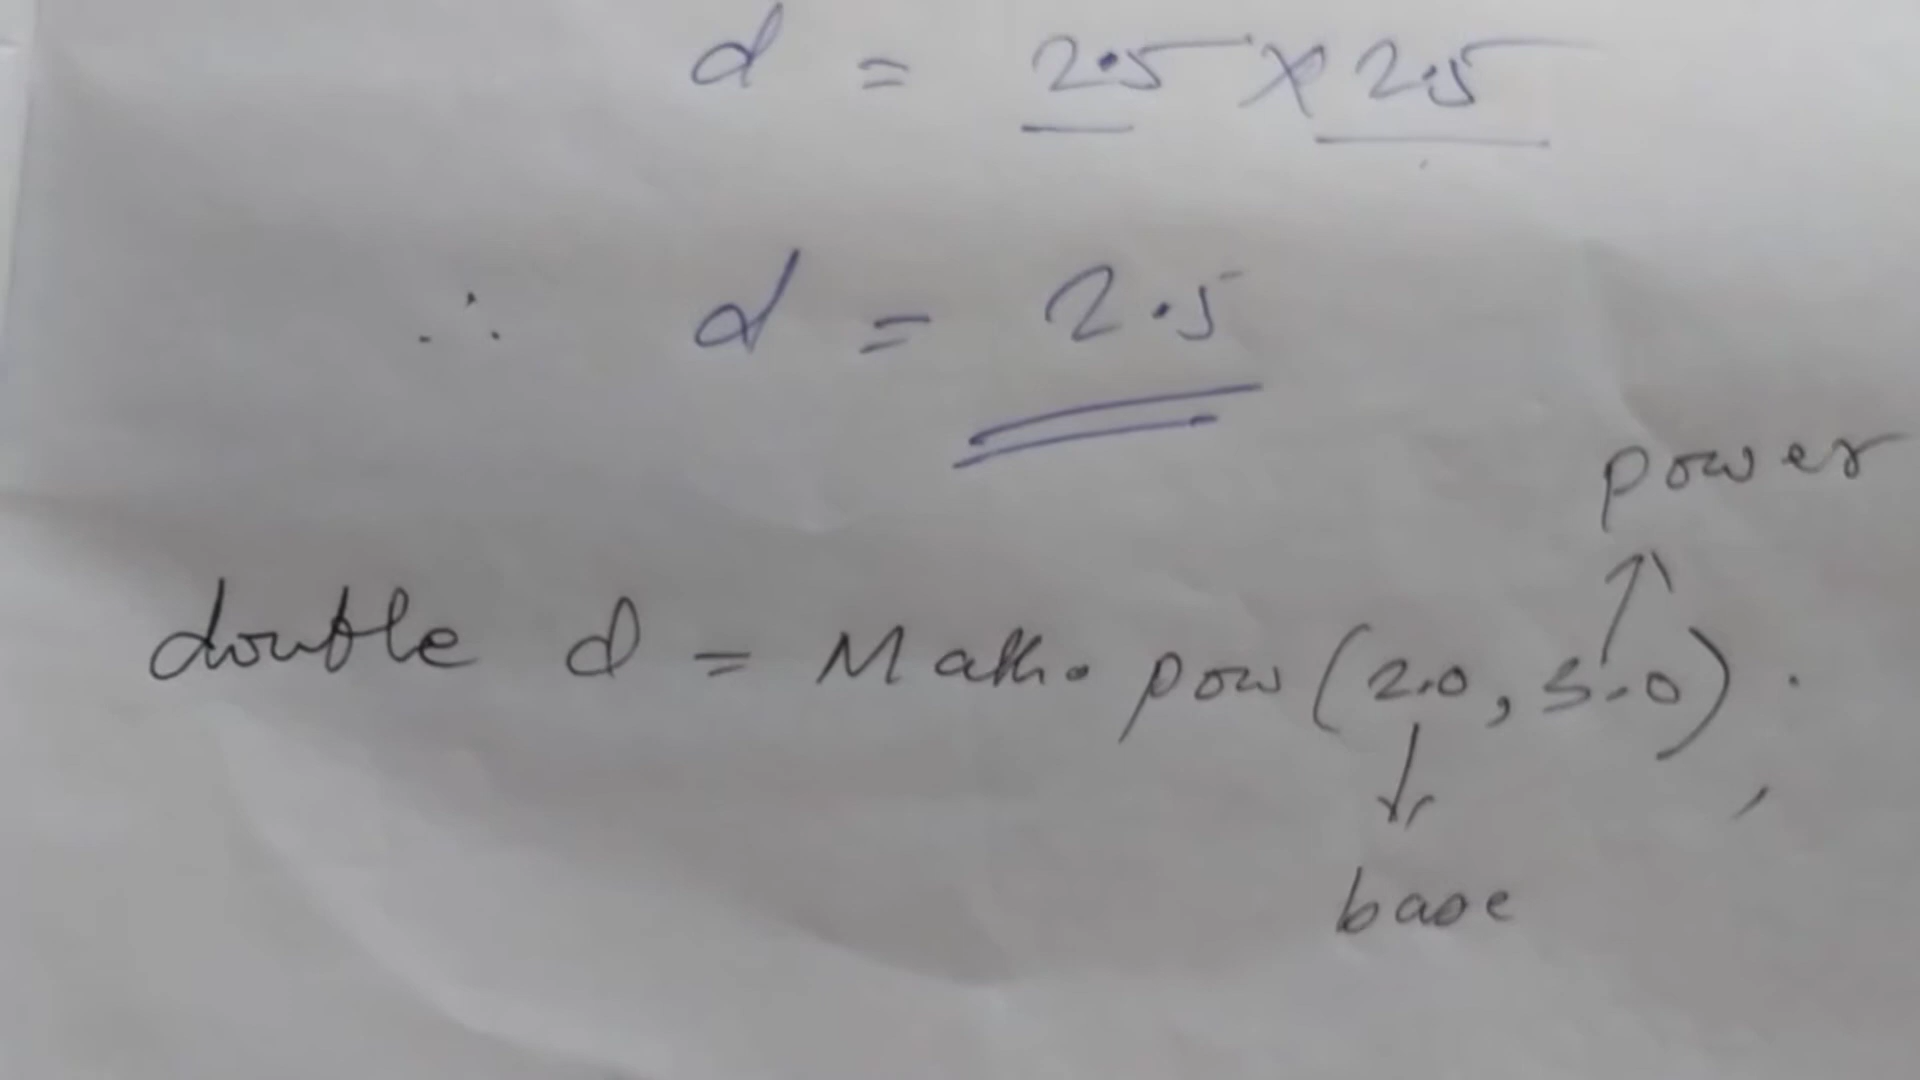 d = 2.5 × 2.5
∴ d = 2.5
power
double d = Math.pow(2.0, 5.0);
base